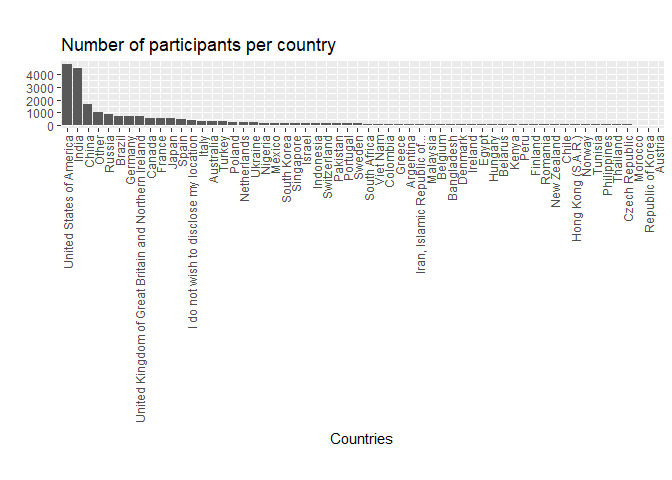 Number of participants per country
4000
3000
2000
1000
0
United States of America
India
China
Other
Russia
Brazil
Germany
United Kingdom of Great Britain and Northern Ireland
Canada
France
Japan
Spain
I do not wish to disclose my location
Italy
Australia
Turkey
Poland
Netherlands
Ukraine
Nigeria
Mexico
South Korea
Singapore
Israel
Indonesia
Switzerland
Pakistan
Portugal
Sweden
South Africa
Viet Nam
Colombia
Greece
Argentina
Iran, Islamic Republic of...
Malaysia
Belgium
Bangladesh
Denmark
Ireland
Egypt
Hungary
Belarus
Kenya
Peru
Finland
Romania
New Zealand
Chile
Hong Kong (S.A.R.)
Norway
Tunisia
Philippines
Thailand
Czech Republic
Morocco
Republic of Korea
Austria
Countries